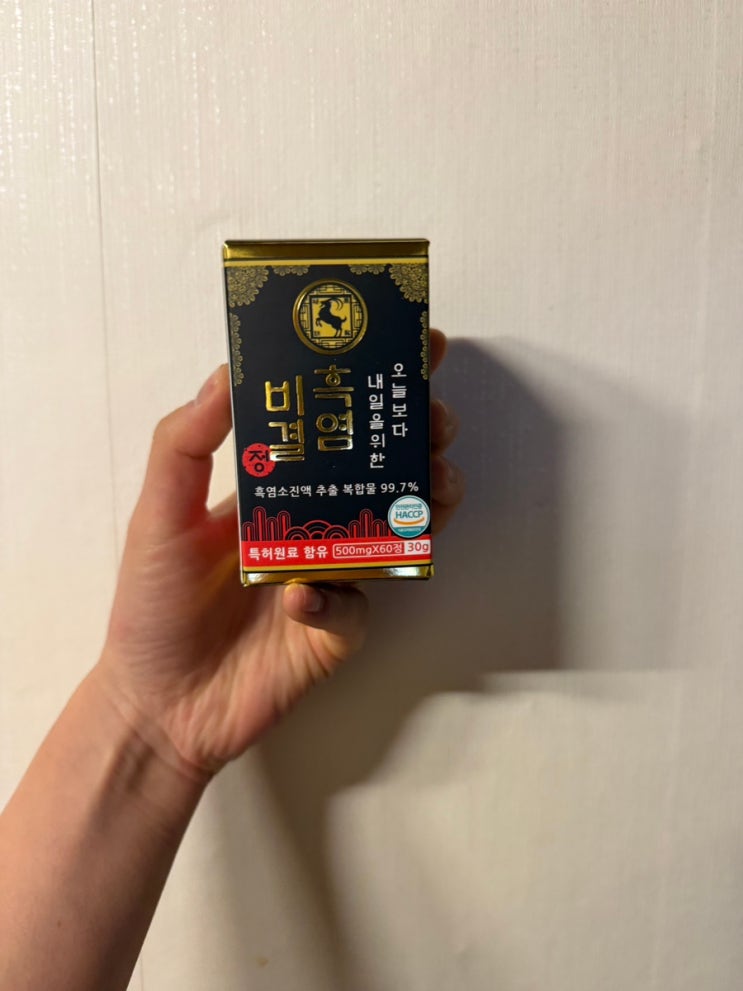 오늘보다
내일을위한
흑염
비결
정
흑염소진액 추출 복합물 99.7%
HACCP
특허원료 함유 500mgX60정 30g